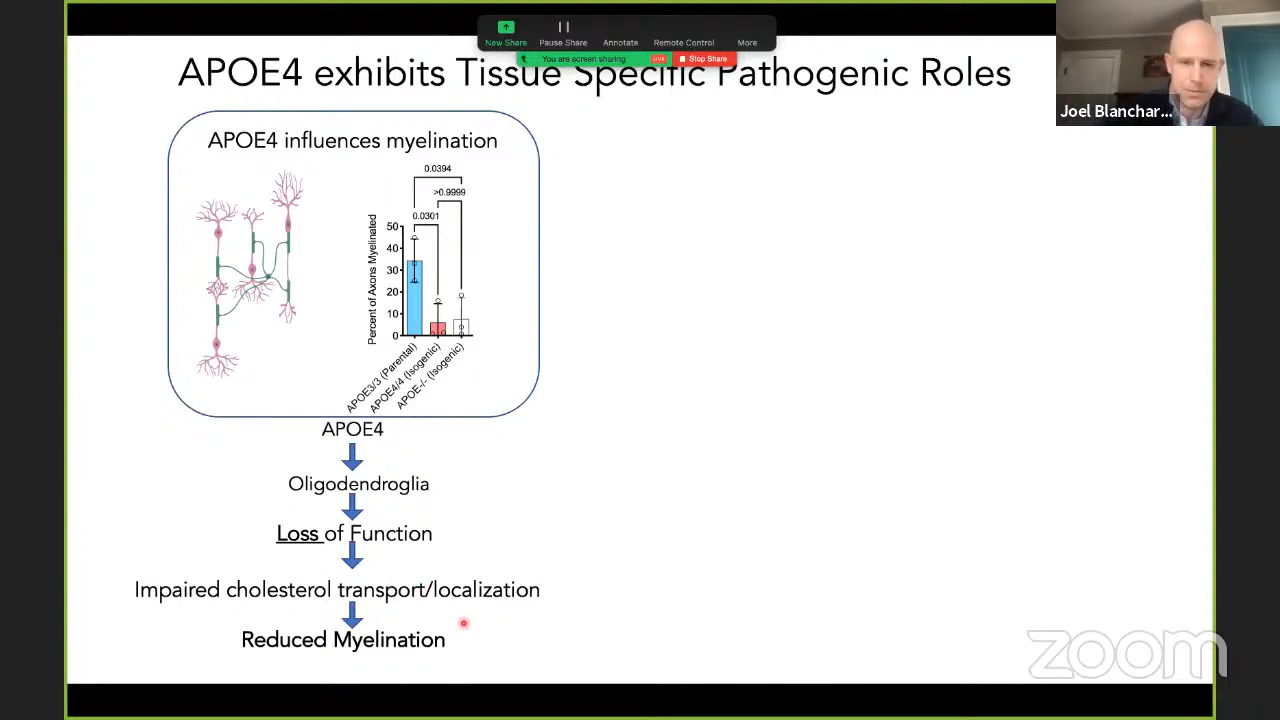 New Share
Pause Share
Annotate
Remote Control
More
You are screen sharing
LIVE
Stop Share
APOE4 exhibits Tissue Specific Pathogenic Roles
Joel Blanchar...
APOE4 influences myelination
0.0394
>0.9999
0.0301
Percent of Axons Myelinated
50
40
30
20
10
0
APOE3/3 (Parental)
APOE4/4 (Isogenic)
APOE-/- (Isogenic)
APOE4
Oligodendroglia
Loss of Function
Impaired cholesterol transport/localization
Reduced Myelination
zoom